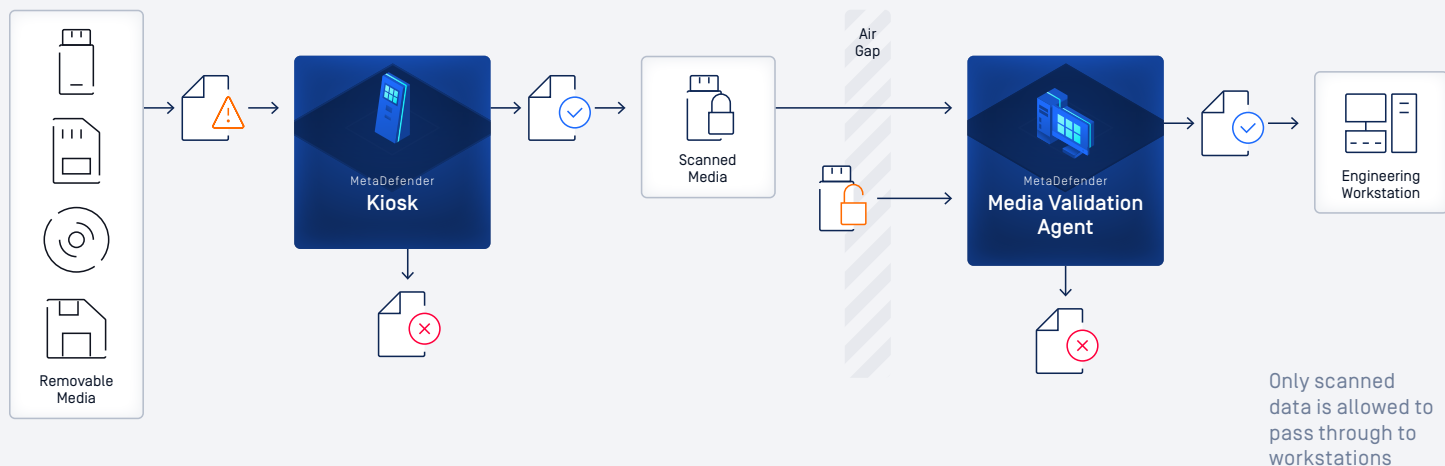 Removable
Media
MetaDefender
Kiosk
Scanned
Media
Air
Gap
MetaDefender
Media Validation
Agent
Engineering
Workstation
Only scanned
data is allowed to
pass through to
workstations